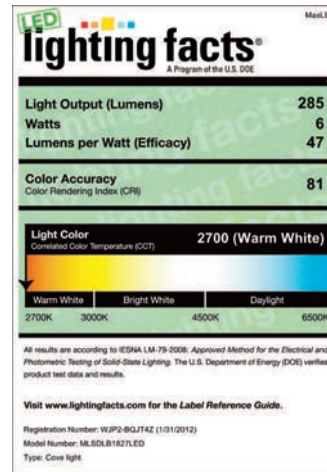 MaxLi
LED
lighting facts®
A Program of the U.S. DOE
Light Output (Lumens) 285
Watts 6
Lumens per Watt (Efficacy) 47
Color Accuracy 81
Color Rendering Index (CRI)
Light Color 2700 (Warm White)
Correlated Color Temperature (CCT)
Warm White Bright White Daylight
2700K 3000K 4500K 6500K
All results are according to IESNA LM-79-2008: Approved Method for the Electrical and
Photometric Testing of Solid-State Lighting. The U.S. Department of Energy (DOE) verifies
product test data and results.
Visit www.lightingfacts.com for the Label Reference Guide.
Registration Number: WJP2-BQJT4Z (1/31/2012)
Model Number: MLSDLB1827LED
Type: Cove light